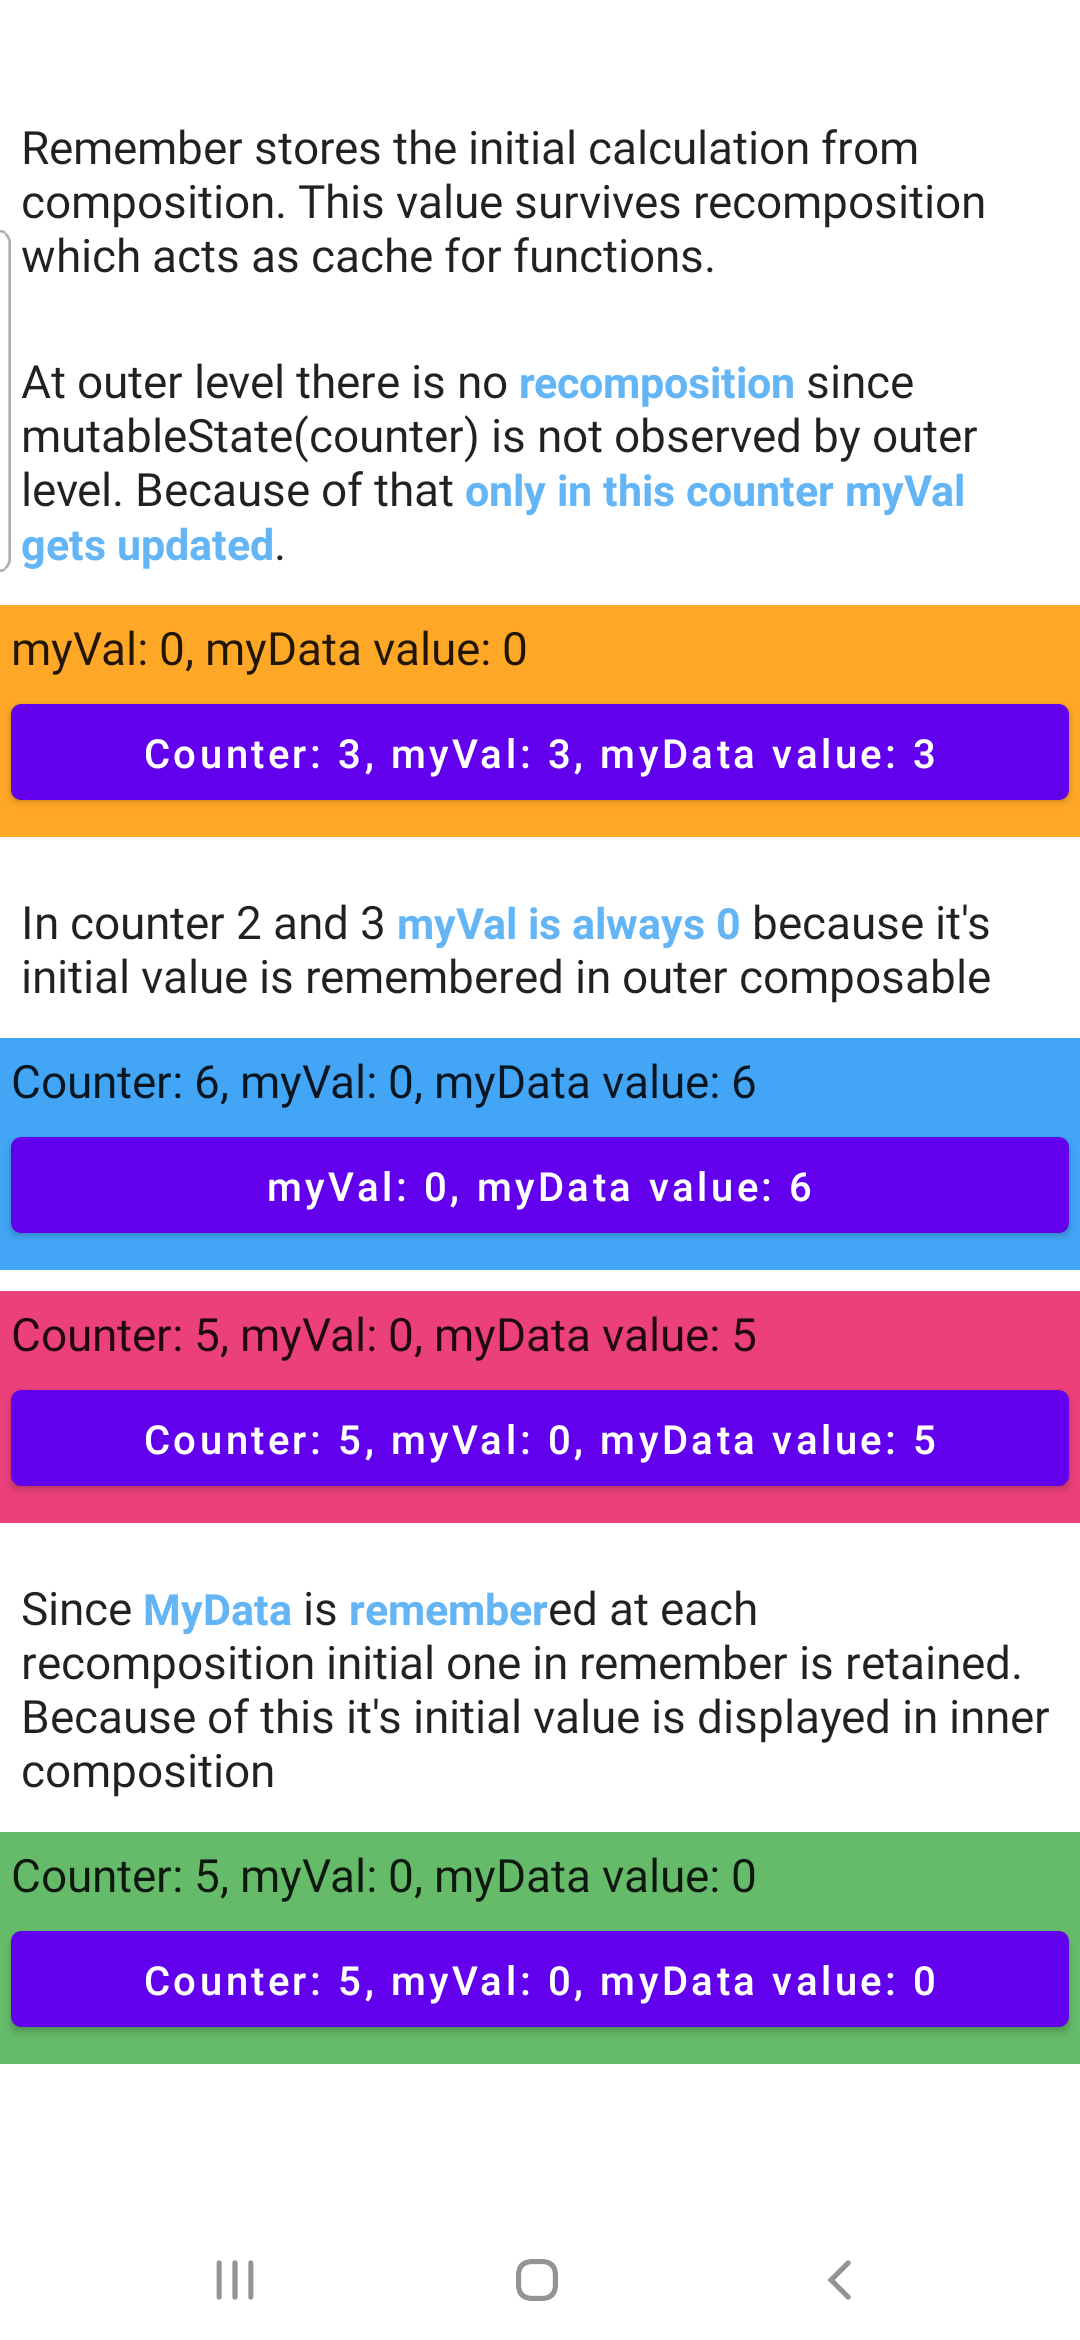 Remember stores the initial calculation from
composition. This value survives recomposition
which acts as cache for functions.
At outer level there is no recomposition since
mutableState(counter) is not observed by outer
level. Because of that only in this counter myVal
gets updated.
myVal: 0, myData value: 0
Counter: 3, myVal: 3, myData value: 3
In counter 2 and 3 myVal is always 0 because it's
initial value is remembered in outer composable
Counter: 6, myVal: 0, myData value: 6
myVal: 0, myData value: 6
Counter: 5, myVal: 0, myData value: 5
Counter: 5, myVal: 0, myData value: 5
Since MyData is remembered at each
recomposition initial one in remember is retained.
Because of this it's initial value is displayed in inner
composition
Counter: 5, myVal: 0, myData value: 0
Counter: 5, myVal: 0, myData value: 0